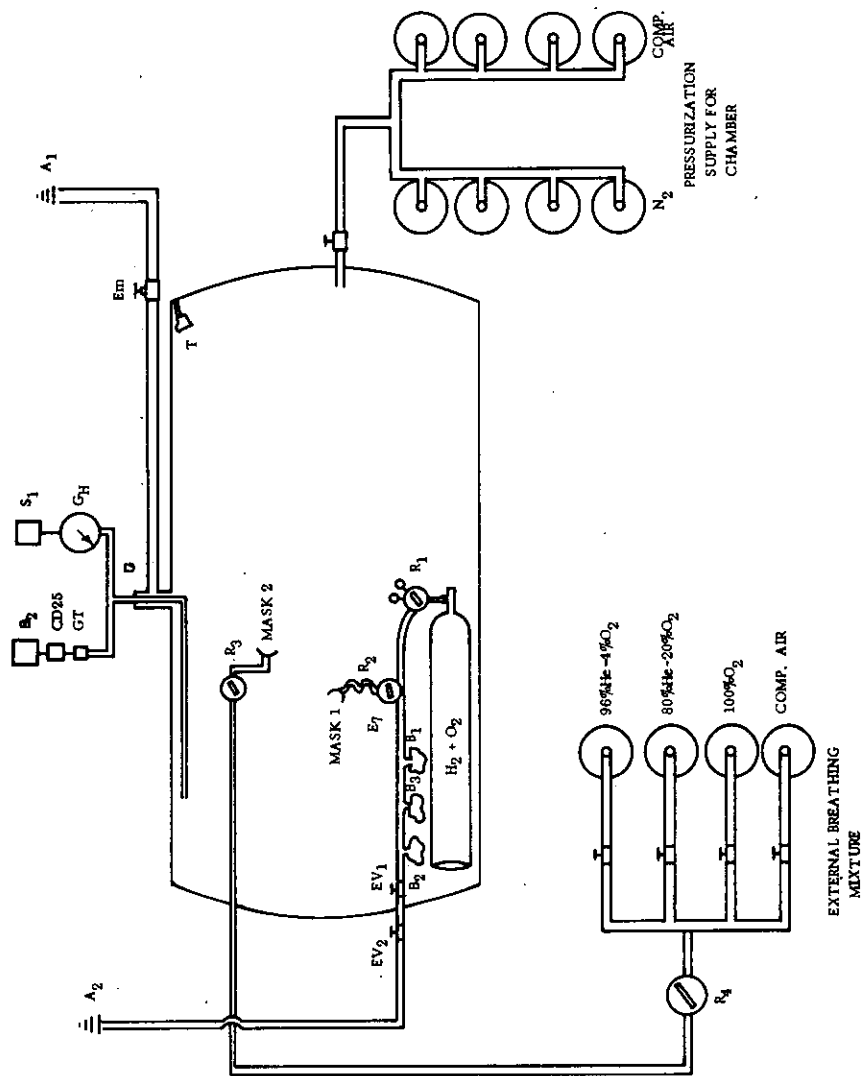 A₂
EV₂
EV₁
B₂
B₃
B₁
E₇
R₂
MASK 1
R₁
H₂ + O₂
R₃
MASK 2
B₂
CD25
GT
S₁
G_H
Em
A₁
T
R₄
96%He-4%O₂
80%He-20%O₂
100%O₂
COMP. AIR
EXTERNAL BREATHING
MIXTURE
N₂
COMP.
AIR
PRESSURIZATION
SUPPLY FOR
CHAMBER